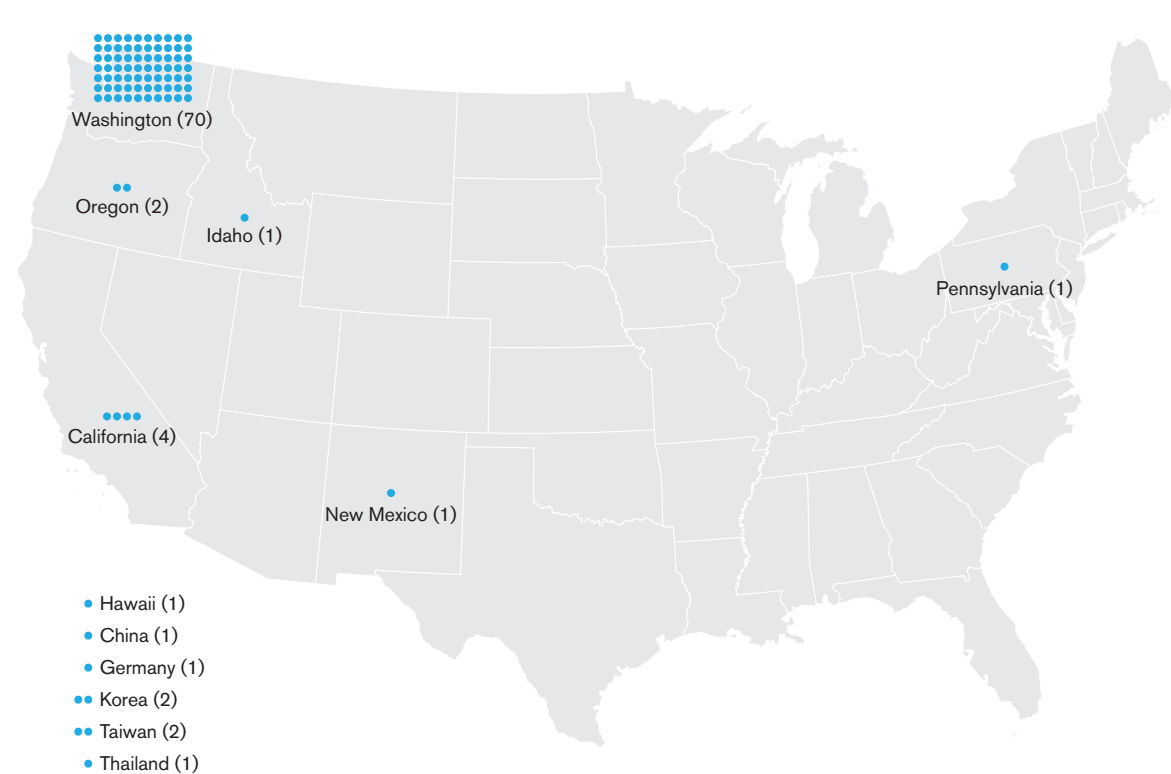 Washington (70)
Oregon (2)
Idaho (1)
Pennsylvania (1)
California (4)
New Mexico (1)
Hawaii (1)
China (1)
Germany (1)
Korea (2)
Taiwan (2)
Thailand (1)